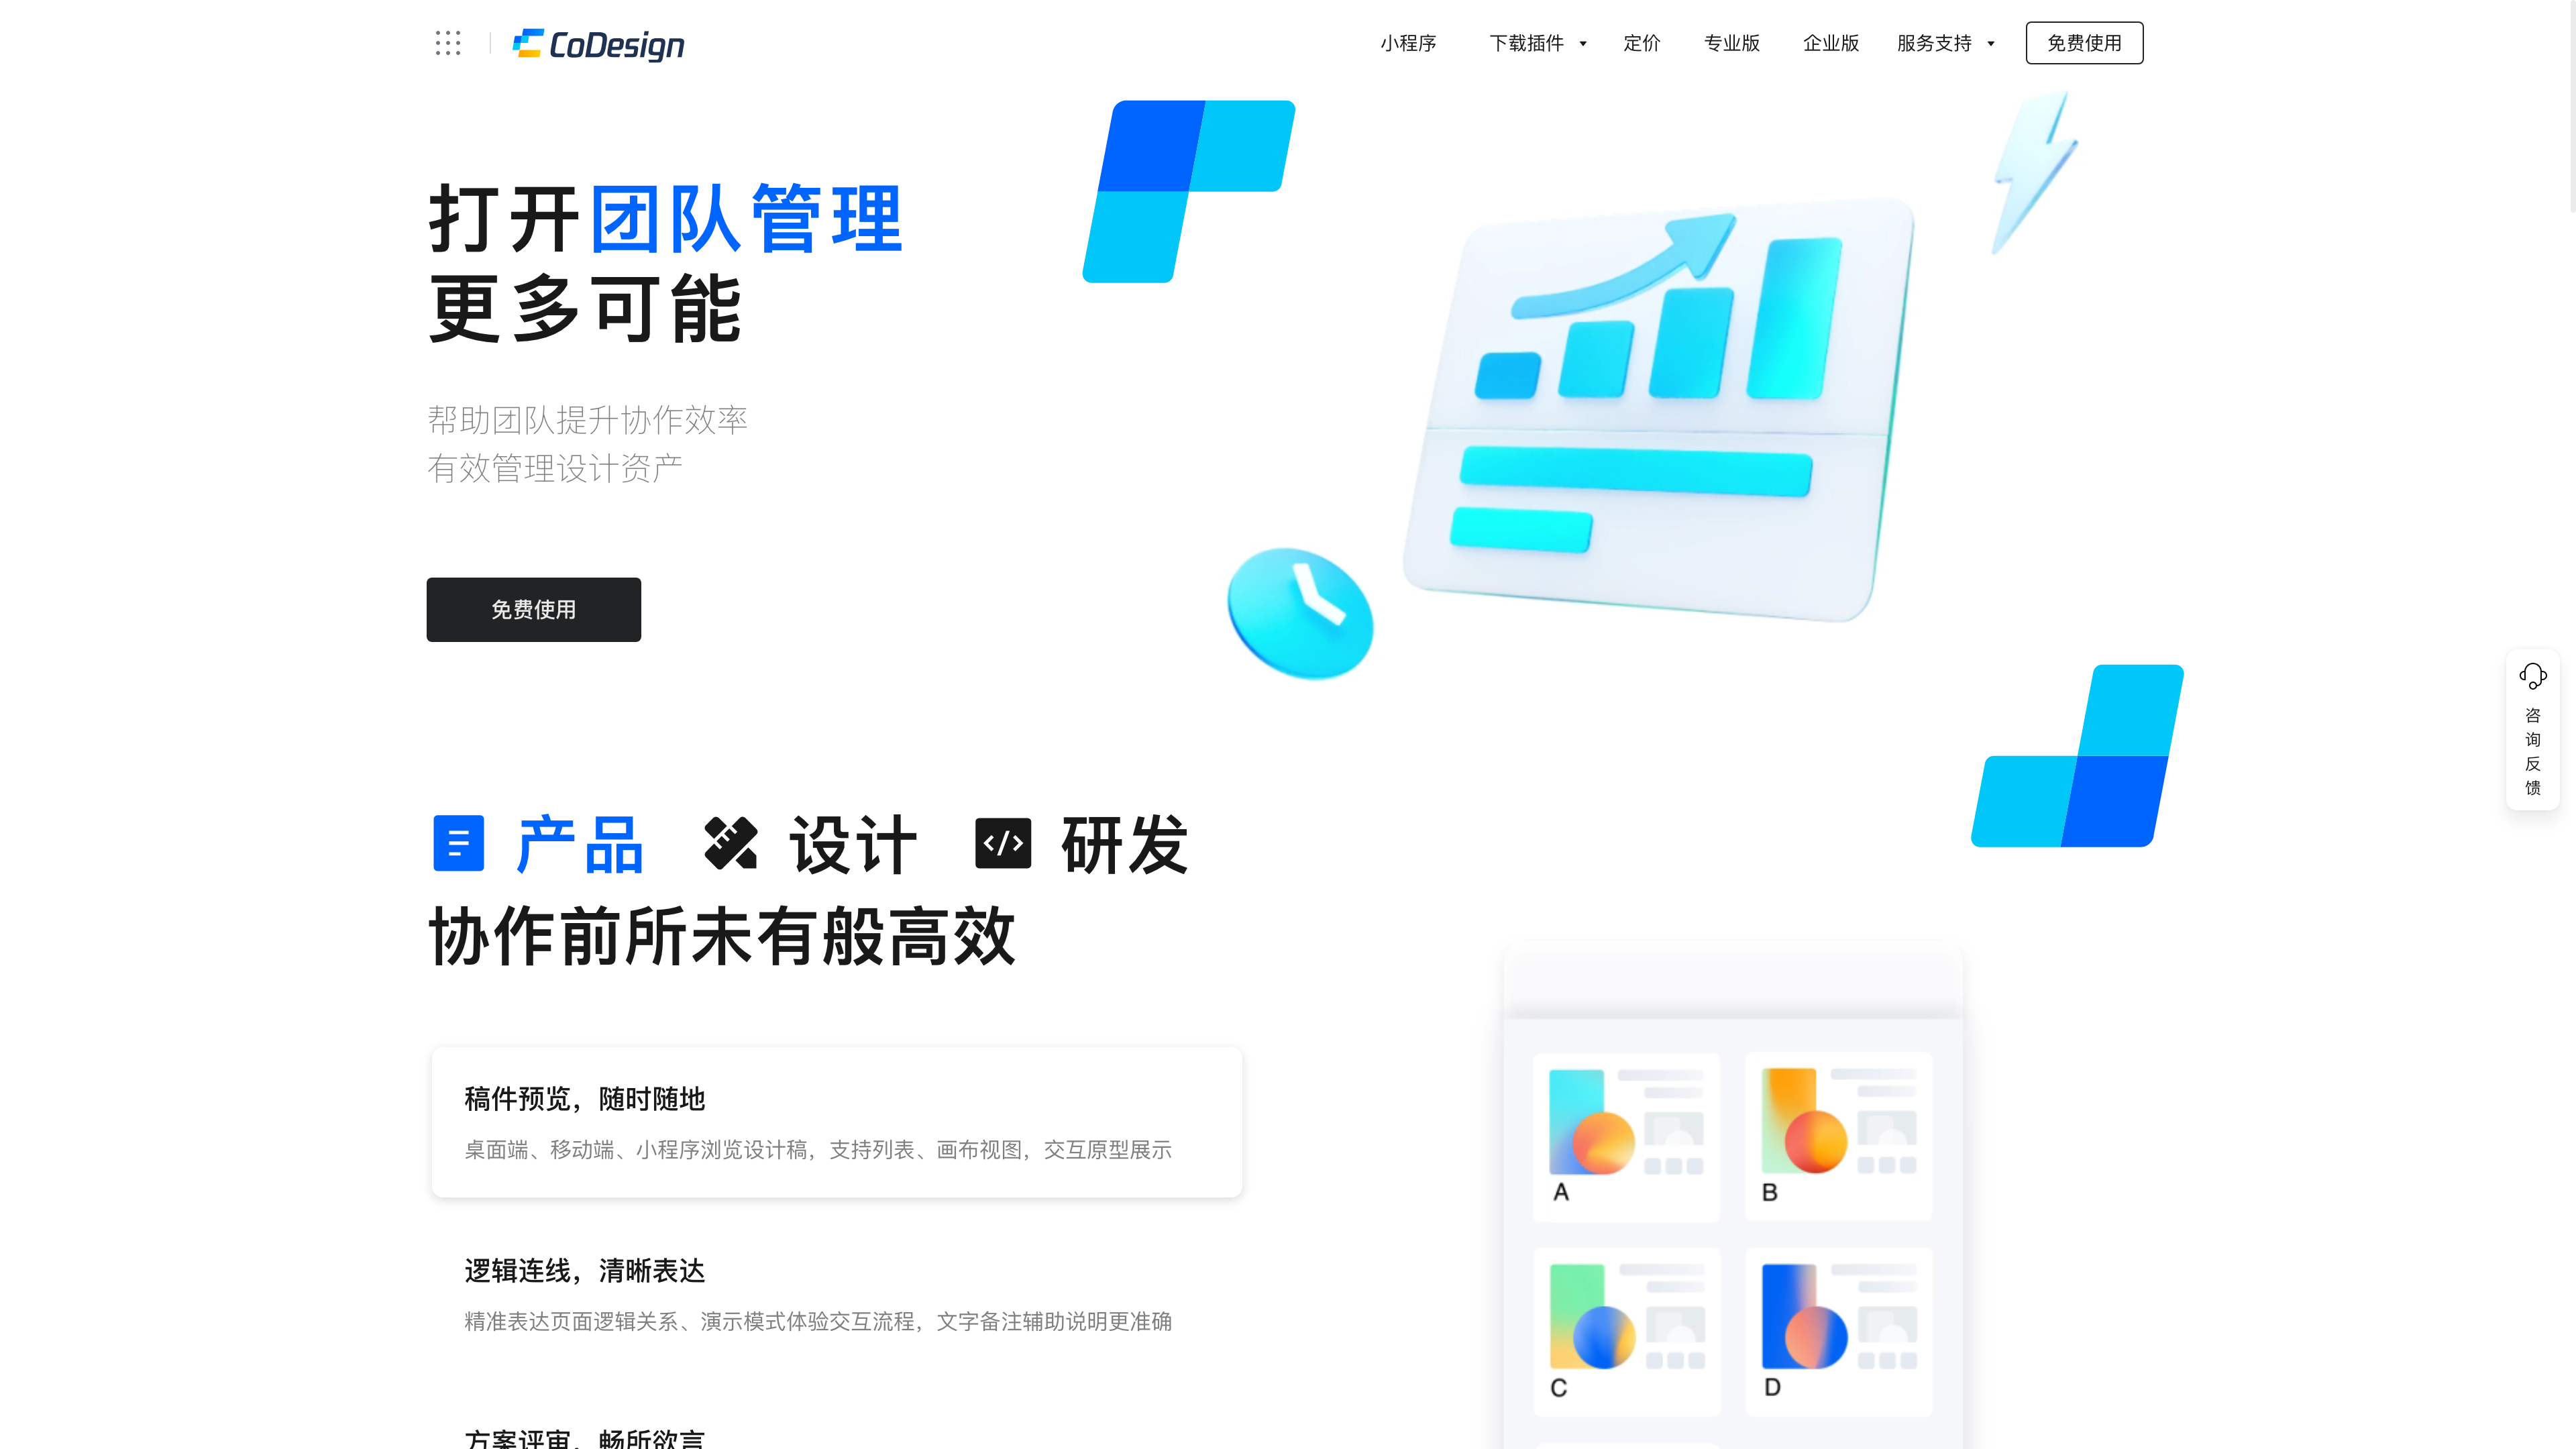 CoDesign
小程序
下载插件
定价
专业版
企业版
服务支持
免费使用
打开团队管理
更多可能
帮助团队提升协作效率
有效管理设计资产
免费使用
咨
询
反
馈
产品 设计 </> 研发
协作前所未有般高效
稿件预览，随时随地
桌面端、移动端、小程序浏览设计稿，支持列表、画布视图，交互原型展示
逻辑连线，清晰表达
精准表达页面逻辑关系、演示模式体验交互流程，文字备注辅助说明更准确
方案评审，畅所欲言
A
B
C
D